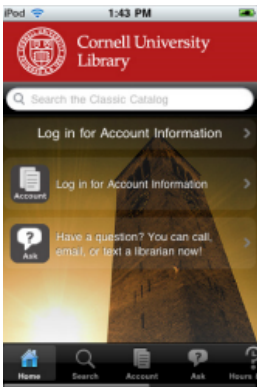 iPod 1:43 PM
Cornell University
Library
Search the Classic Catalog
Log in for Account Information
Log in for Account Information
Account
Have a question? You can call,
email, or text a librarian now!
Ask
Home Search Account Ask Hours